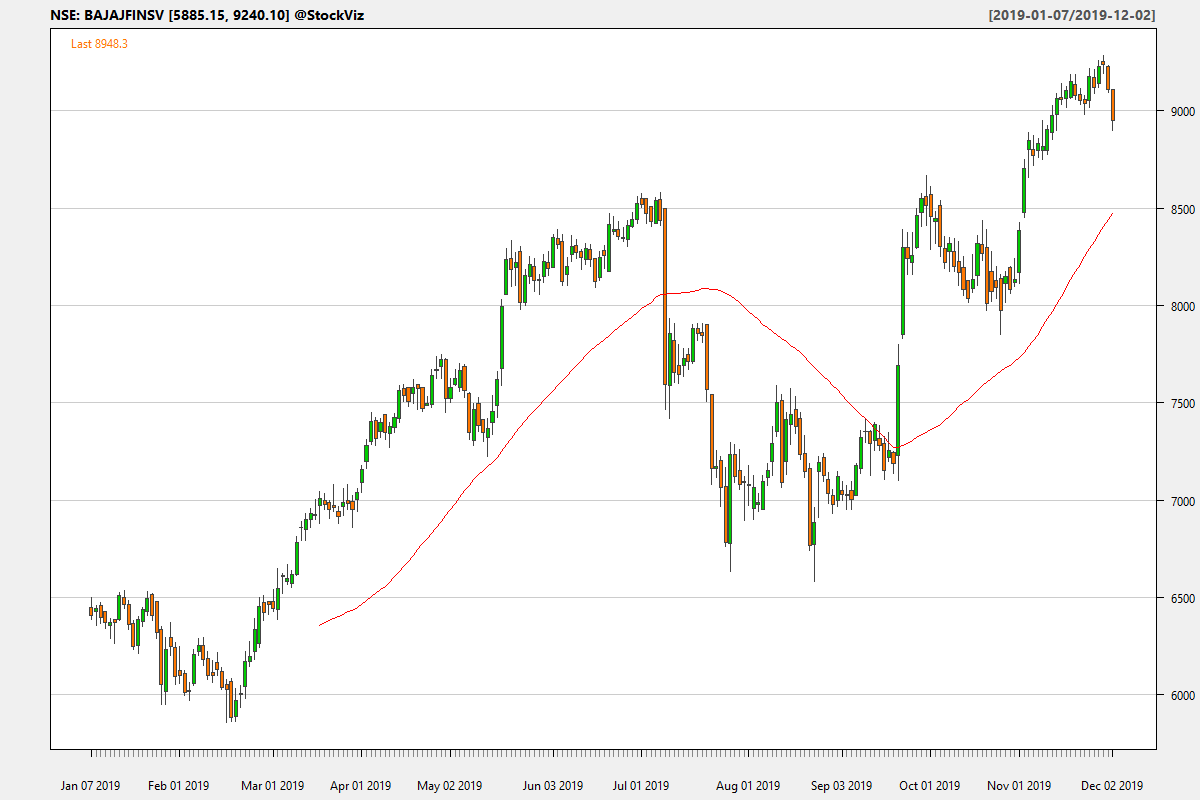 NSE: BAJAJFINSV [5885.15, 9240.10] @StockViz
[2019-01-07/2019-12-02]
Last 8948.3
9000
8500
8000
7500
7000
6500
6000
Jan 07 2019
Feb 01 2019
Mar 01 2019
Apr 01 2019
May 02 2019
Jun 03 2019
Jul 01 2019
Aug 01 2019
Sep 03 2019
Oct 01 2019
Nov 01 2019
Dec 02 2019